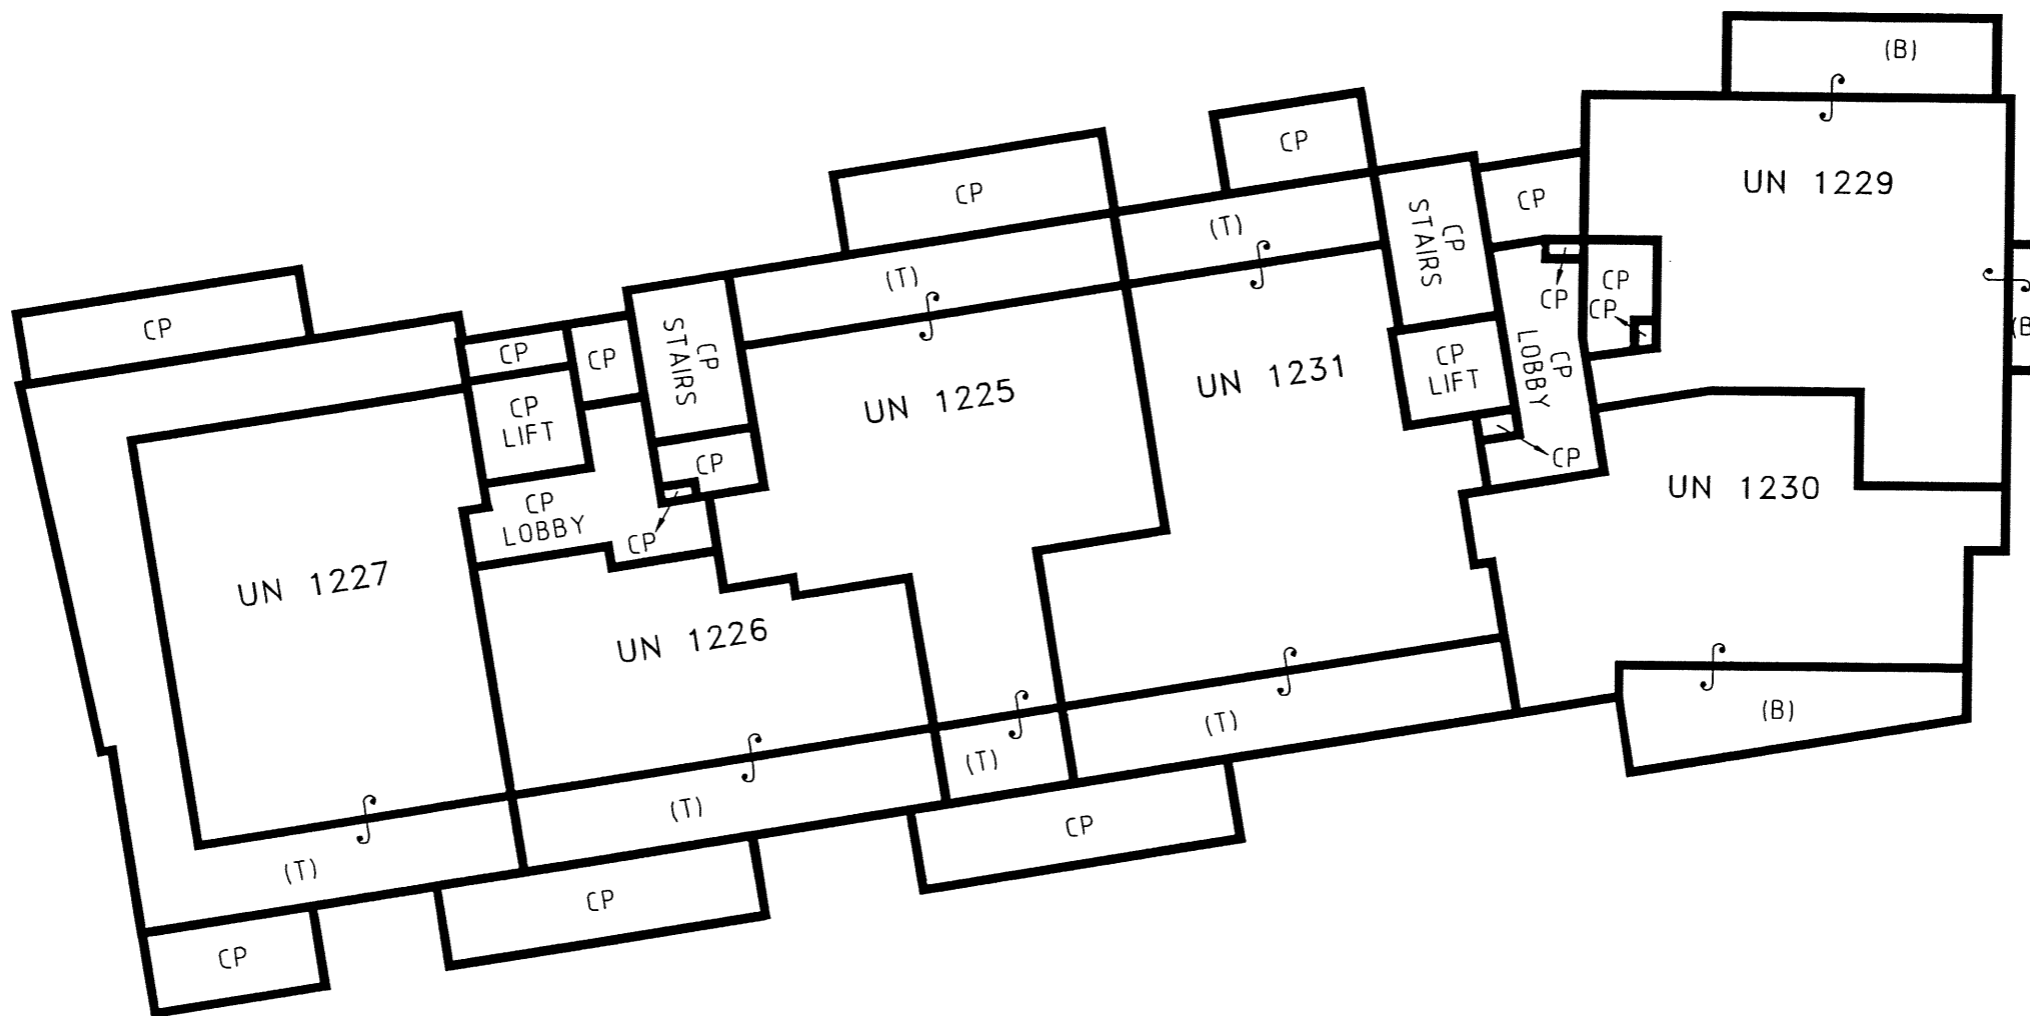 (B)
UN 1229
CP
CP
(T)
CP
STAIRS
CP
CP
CP
CP
(B
CP
(T)
CP
CP
CP
STAIRS
UN 1225
UN 1231
CP
LIFT
CP
LOBBY
CP
LIFT
CP
CP
CP
LOBBY
CP
UN 1230
UN 1227
UN 1226
(T)
(T)
(T)
(T)
(B)
CP
CP
CP